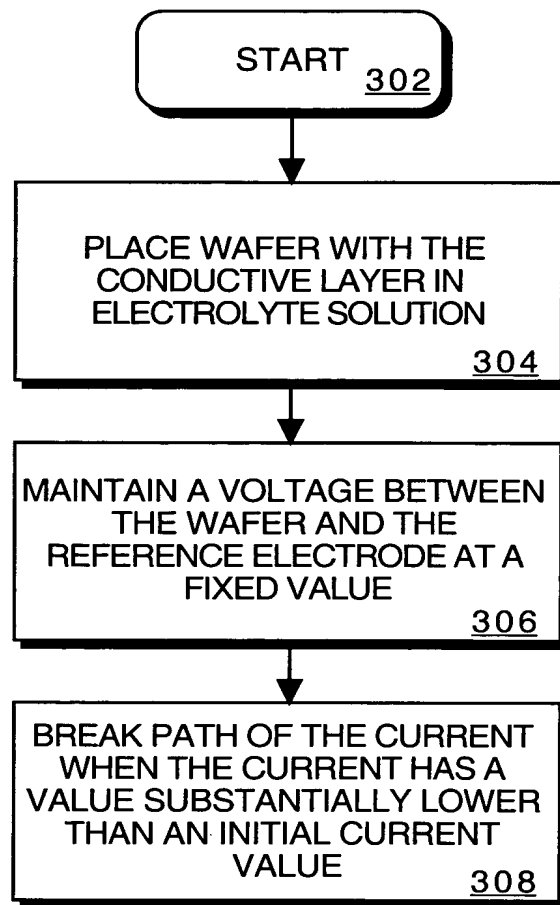 START
302
PLACE WAFER WITH THE
CONDUCTIVE LAYER IN
ELECTROLYTE SOLUTION
304
MAINTAIN A VOLTAGE BETWEEN
THE WAFER AND THE
REFERENCE ELECTRODE AT A
FIXED VALUE
306
BREAK PATH OF THE CURRENT
WHEN THE CURRENT HAS A
VALUE SUBSTANTIALLY LOWER
THAN AN INITIAL CURRENT
VALUE
308